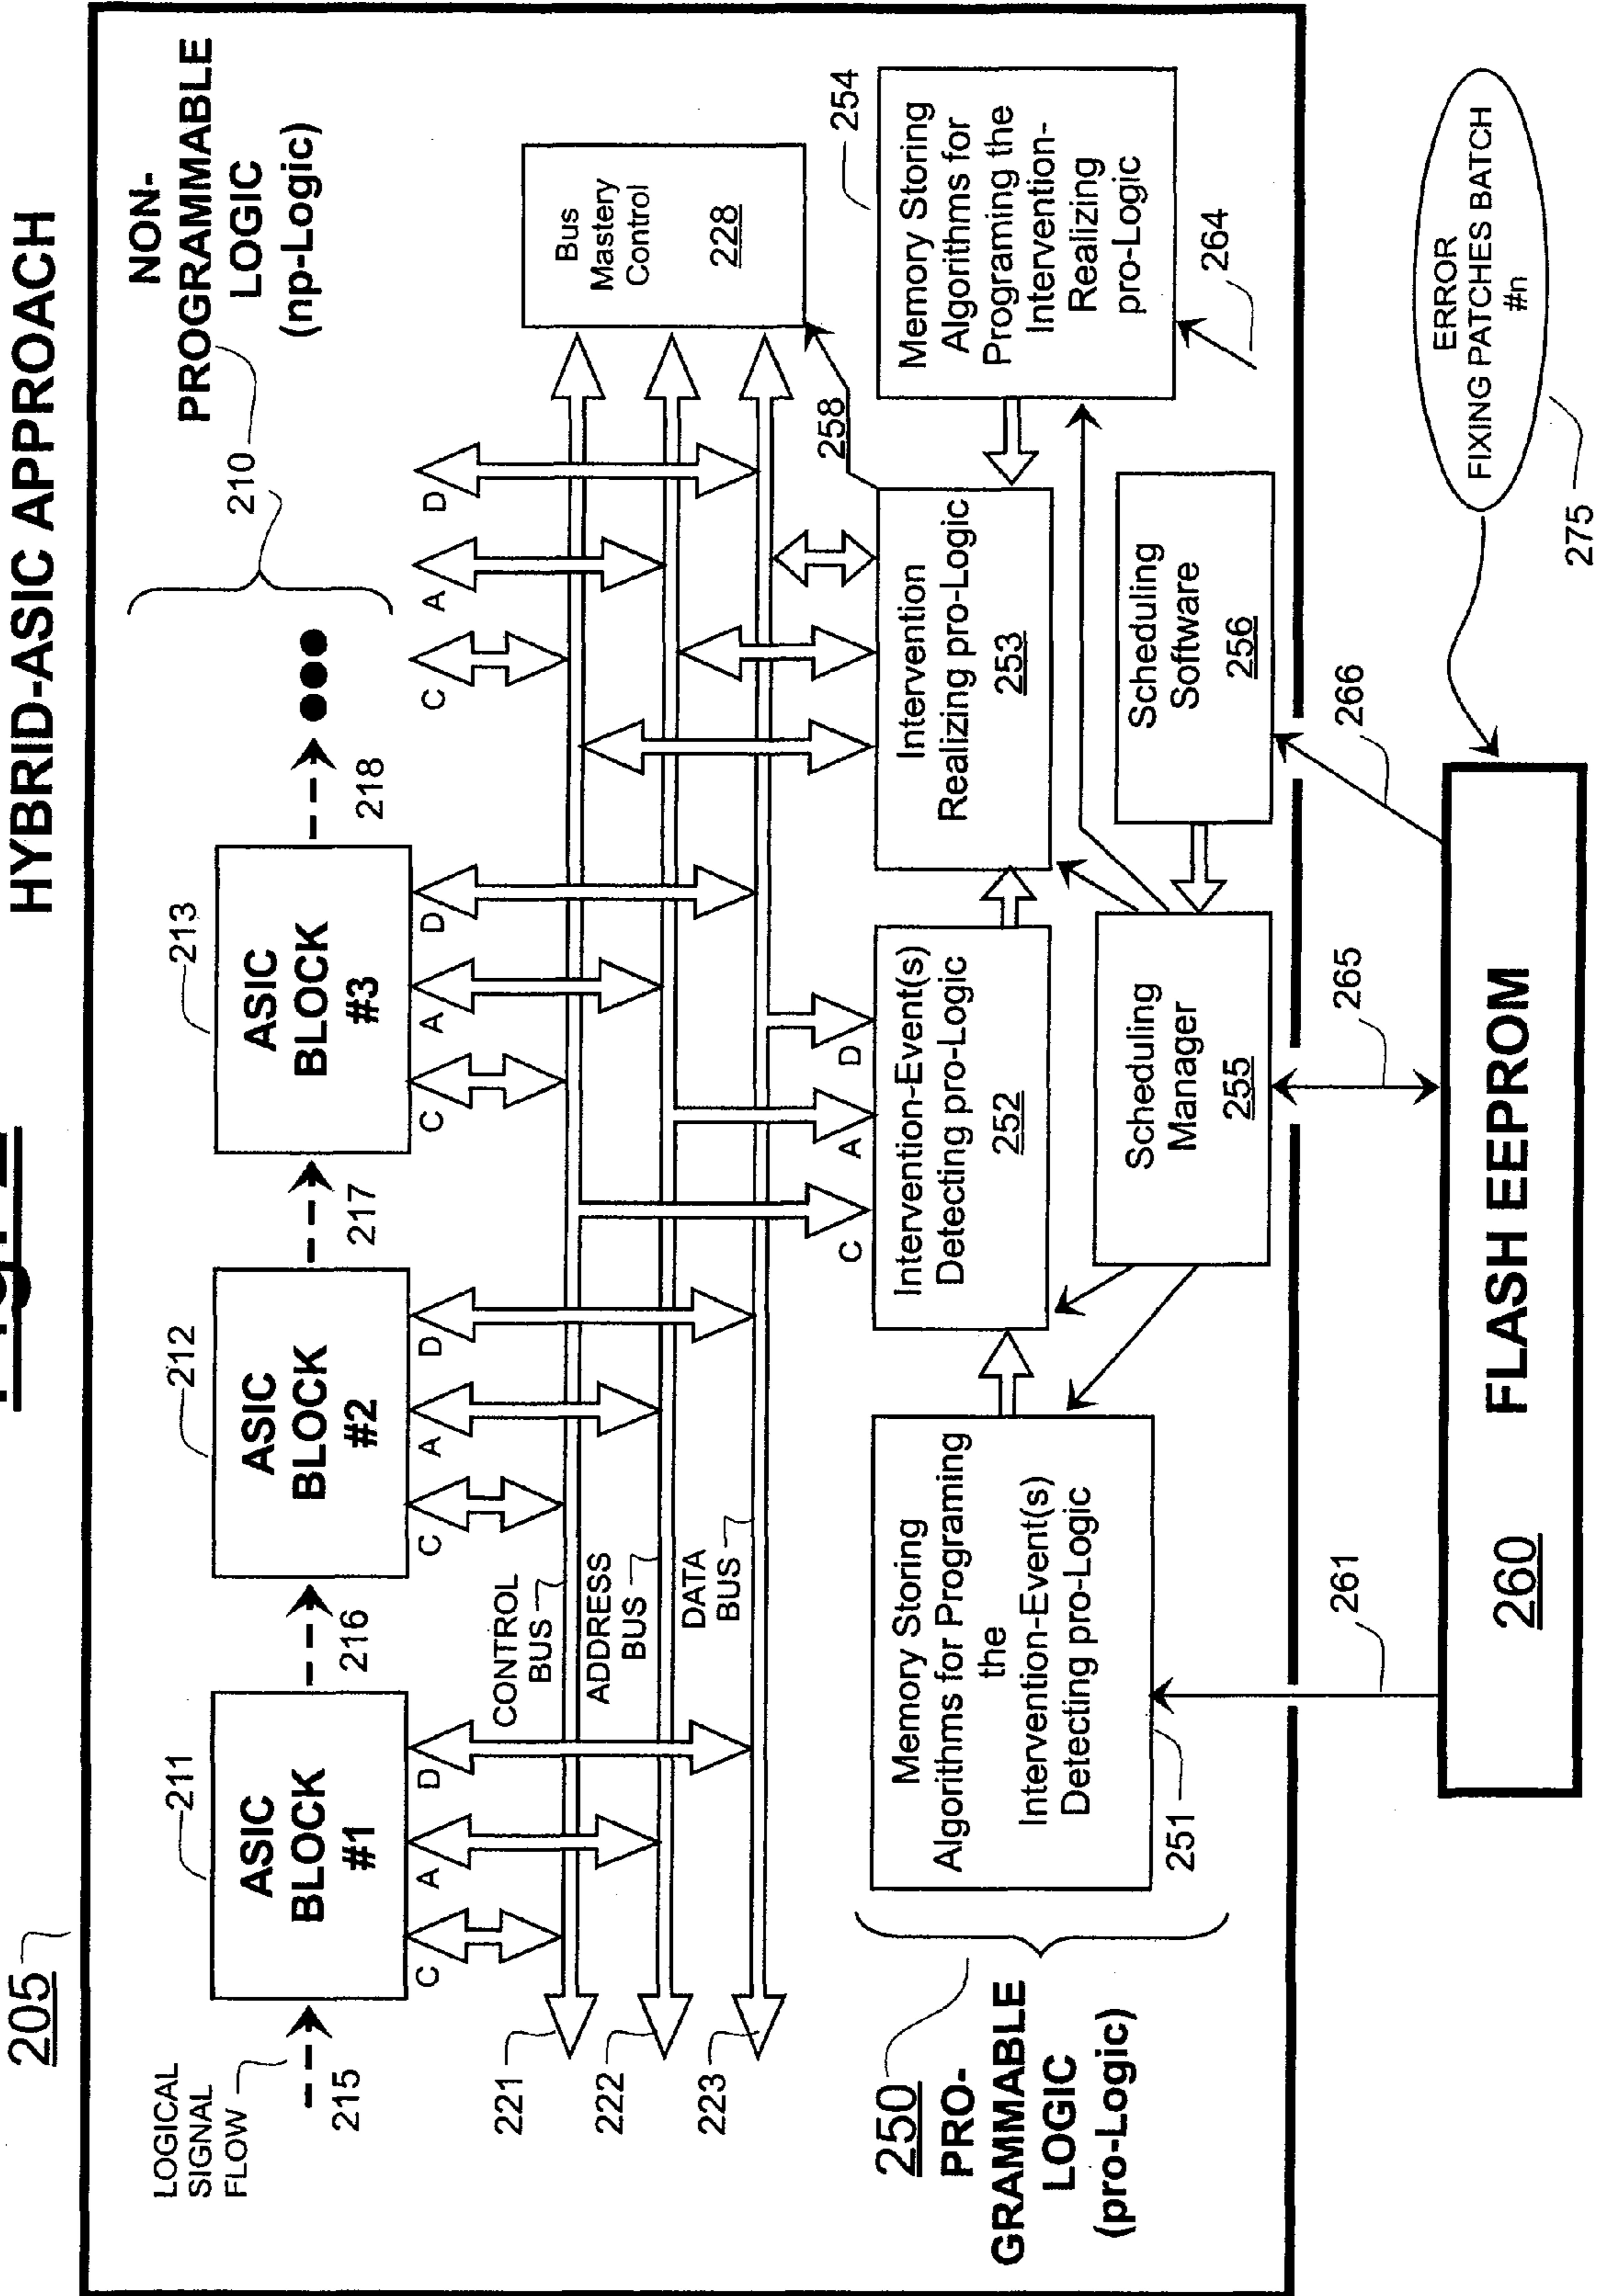 HYBRID-ASIC APPROACH
205
NON-
PROGRAMMABLE
LOGIC
(np-Logic)
210
LOGICAL
SIGNAL
FLOW
215
211
ASIC
BLOCK
#1
216
212
ASIC
BLOCK
#2
217
213
ASIC
BLOCK
#3
218
C
A
D
C
A
D
C
A
D
C
A
D
221
222
223
CONTROL
BUS
ADDRESS
BUS
DATA
BUS
Bus
Mastery
Control
228
258
C
A
D
250
PRO-
GRAMMABLE
LOGIC
(pro-Logic)
Memory Storing
Algorithms for Programing
the
Intervention-Event(s)
Detecting pro-Logic
251
Intervention-Event(s)
Detecting pro-Logic
252
Intervention
Realizing pro-Logic
253
Memory Storing
Algorithms for
Programing the
Intervention-
Realizing
pro-Logic
254
264
Scheduling
Manager
255
Scheduling
Software
256
261
265
266
260 FLASH EEPROM
ERROR
FIXING PATCHES BATCH
#n
275